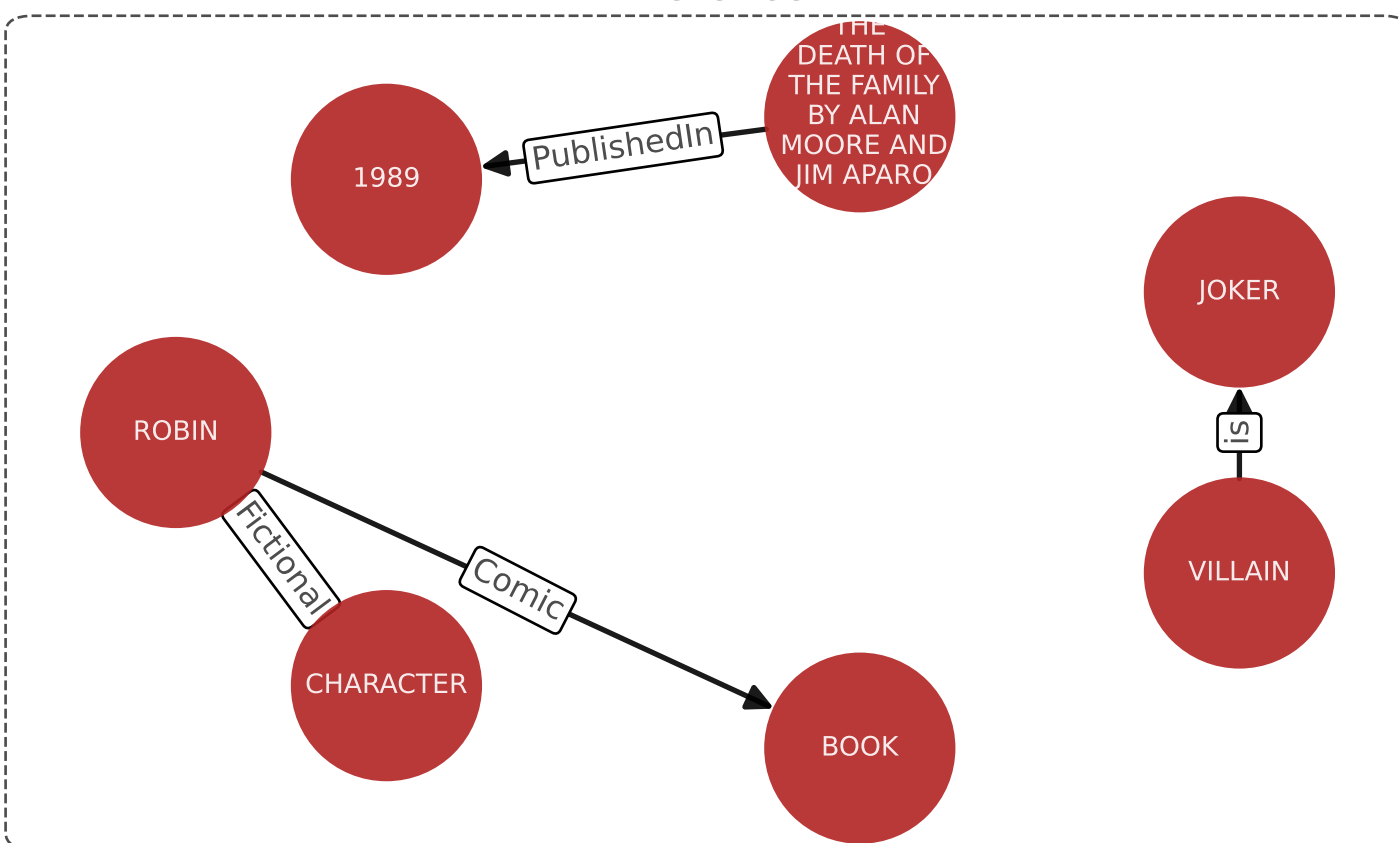 THE
DEATH OF
THE FAMILY
BY ALAN
MOORE AND
JIM APARO
PublishedIn
1989
JOKER
is
VILLAIN
ROBIN
Fictional
Comic
CHARACTER
BOOK